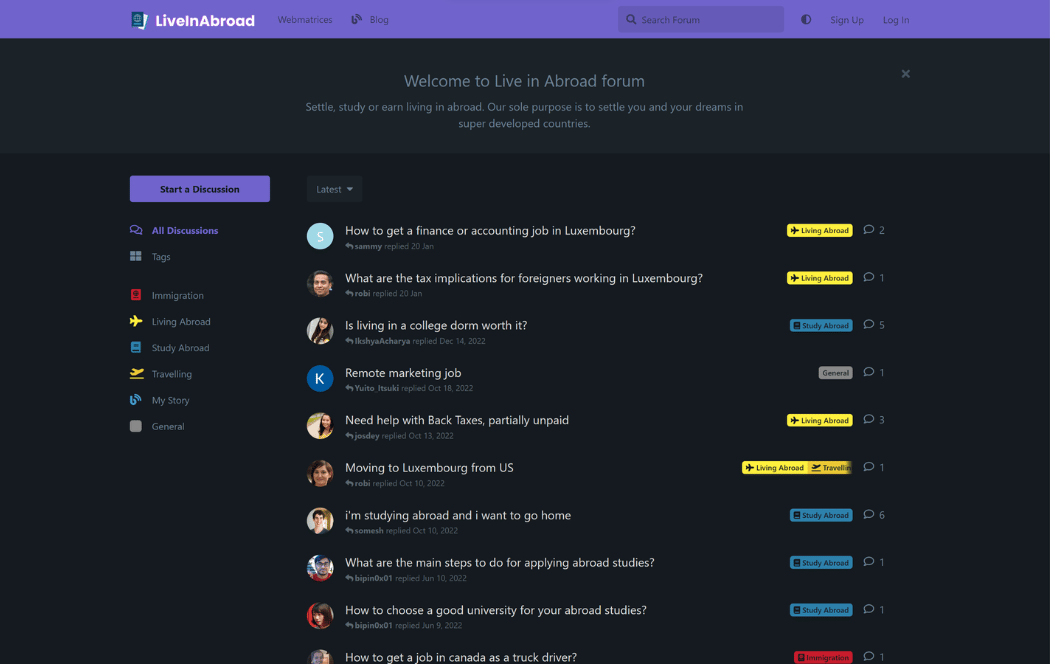 LiveInAbroad
Webmatrices
Blog
Search Forum
Sign Up
Log In
Welcome to Live in Abroad forum
Settle, study or earn living in abroad. Our sole purpose is to settle you and your dreams in
super developed countries.
Start a Discussion
Latest
All Discussions
Tags
Immigration
Living Abroad
Study Abroad
Travelling
My Story
General
S
How to get a finance or accounting job in Luxembourg?
sammy replied 20 Jan
Living Abroad
2
What are the tax implications for foreigners working in Luxembourg?
robi replied 20 Jan
Living Abroad
1
Is living in a college dorm worth it?
IkshyaAcharya replied Dec 14, 2022
Study Abroad
5
K
Remote marketing job
Yuito_Itsuki replied Oct 18, 2022
General
1
Need help with Back Taxes, partially unpaid
josdey replied Oct 13, 2022
Living Abroad
3
Moving to Luxembourg from US
robi replied Oct 10, 2022
Living Abroad
Travellin
1
i'm studying abroad and i want to go home
somesh replied Oct 10, 2022
Study Abroad
6
What are the main steps to do for applying abroad studies?
bipin0x01 replied Jun 10, 2022
Study Abroad
1
How to choose a good university for your abroad studies?
bipin0x01 replied Jun 9, 2022
Study Abroad
1
How to get a job in canada as a truck driver?
Immigration
1